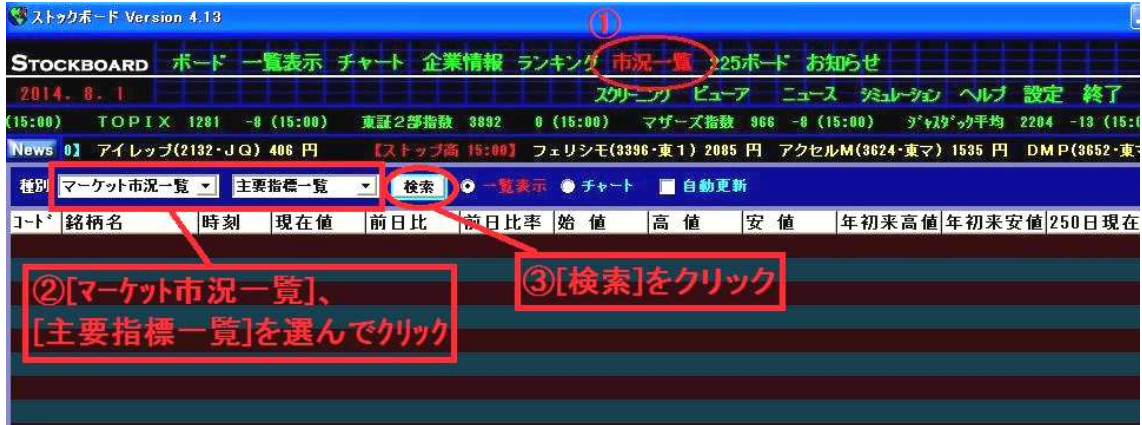 ストックボード Version 4.13
①
STOCKBOARD ボード 一覧表示 チャート 企業情報 ランキング 市況一覧 225ボード お知らせ
2014. 8. 1 スクリーニング ビューア ニュース シミュレーション ヘルプ 設定 終了
(15:00) TOPIX 1281 -8 (15:00) 東証2部指数 3892 0 (15:00) マザーズ指数 966 -8 (15:00) ジャスダック平均 2204 -13 (15:0
News 0】 アイレップ(2132・JQ) 406 円 【ストップ高 15:00】 フェリシモ(3396・東1) 2085 円 アクセルM(3624・東マ) 1535 円 DMP(3652・東マ
種別 マーケット市況一覧 主要指標一覧 検索 一覧表示 チャート 自動更新
コード 銘柄名 時刻 現在値 前日比 前日比率 始 値 高 値 安 値 年初来高値 年初来安値 250日現在
②[マーケット市況一覧]、
[主要指標一覧]を選んでクリック
③[検索]をクリック